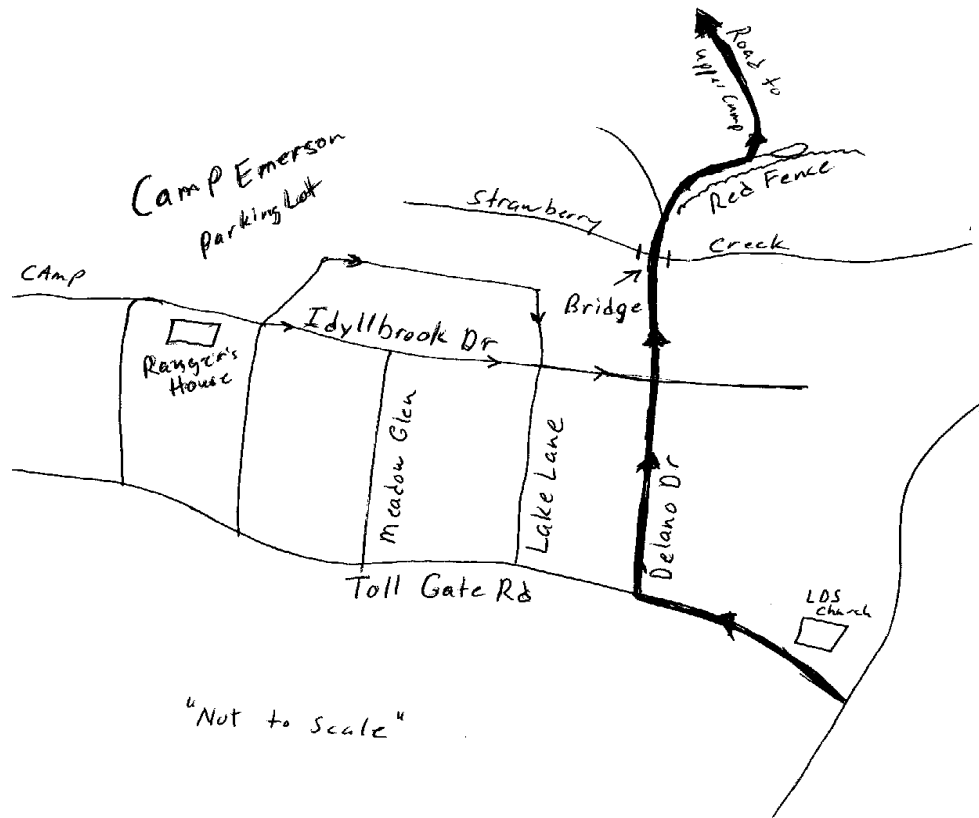 Road to
upper Camp
Red Fence
Camp Emerson
parking Lot
Strawberry
Creek
CAmp
Bridge
Idyllbrook Dr
Ranger's
House
Meadow Glen
Lake Lane
Delano Dr
Toll Gate Rd
LDS
church
"Not to scale"